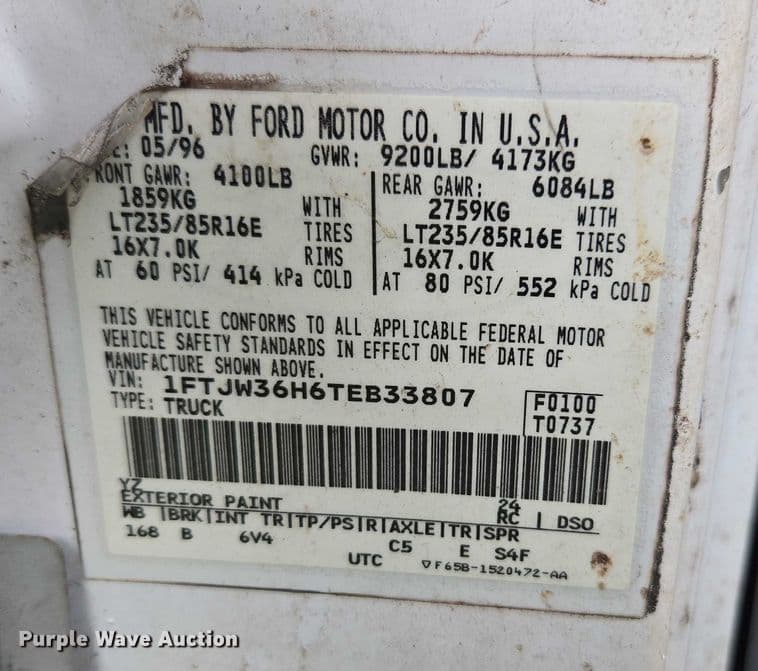 MFD. BY FORD MOTOR CO. IN U.S.A.
E: 05/96 GVWR: 9200LB/ 4173KG
RONT GAWR: 4100LB REAR GAWR: 6084LB
1859KG WITH 2759KG WITH
LT235/85R16E TIRES LT235/85R16E TIRES
16X7.0K RIMS 16X7.0K RIMS
AT 60 PSI/ 414 kPa COLD AT 80 PSI/ 552 kPa COLD
THIS VEHICLE CONFORMS TO ALL APPLICABLE FEDERAL MOTOR
VEHICLE SAFETY STANDARDS IN EFFECT ON THE DATE OF
MANUFACTURE SHOWN ABOVE.
VIN: 1FTJW36H6TEB33807 F0100
TYPE: TRUCK T0737
YZ 24
EXTERIOR PAINT RC DSO
WB |BRK|INT TR|TP/PS|R|AXLE|TR|SPR
168 B 6V4 C5 E S4F
UTC ▽F65B-1520472-AA
Purple Wave Auction